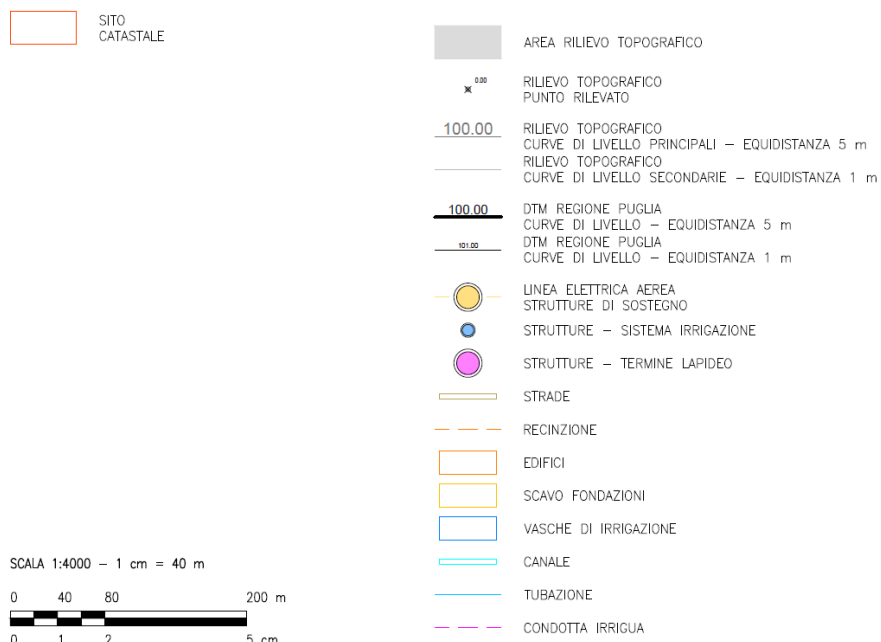 SITO
CATASTALE
AREA RILIEVO TOPOGRAFICO
0.00
RILIEVO TOPOGRAFICO
PUNTO RILEVATO
100.00
RILIEVO TOPOGRAFICO
CURVE DI LIVELLO PRINCIPALI – EQUIDISTANZA 5 m
RILIEVO TOPOGRAFICO
CURVE DI LIVELLO SECONDARIE – EQUIDISTANZA 1 m
100.00
DTM REGIONE PUGLIA
CURVE DI LIVELLO – EQUIDISTANZA 5 m
101.00
DTM REGIONE PUGLIA
CURVE DI LIVELLO – EQUIDISTANZA 1 m
LINEA ELETTRICA AEREA
STRUTTURE DI SOSTEGNO
STRUTTURE – SISTEMA IRRIGAZIONE
STRUTTURE – TERMINE LAPIDEO
STRADE
RECINZIONE
EDIFICI
SCAVO FONDAZIONI
VASCHE DI IRRIGAZIONE
CANALE
TUBAZIONE
CONDOTTA IRRIGUA
SCALA 1:4000 – 1 cm = 40 m
0 40 80 200 m
0 1 2 5 cm